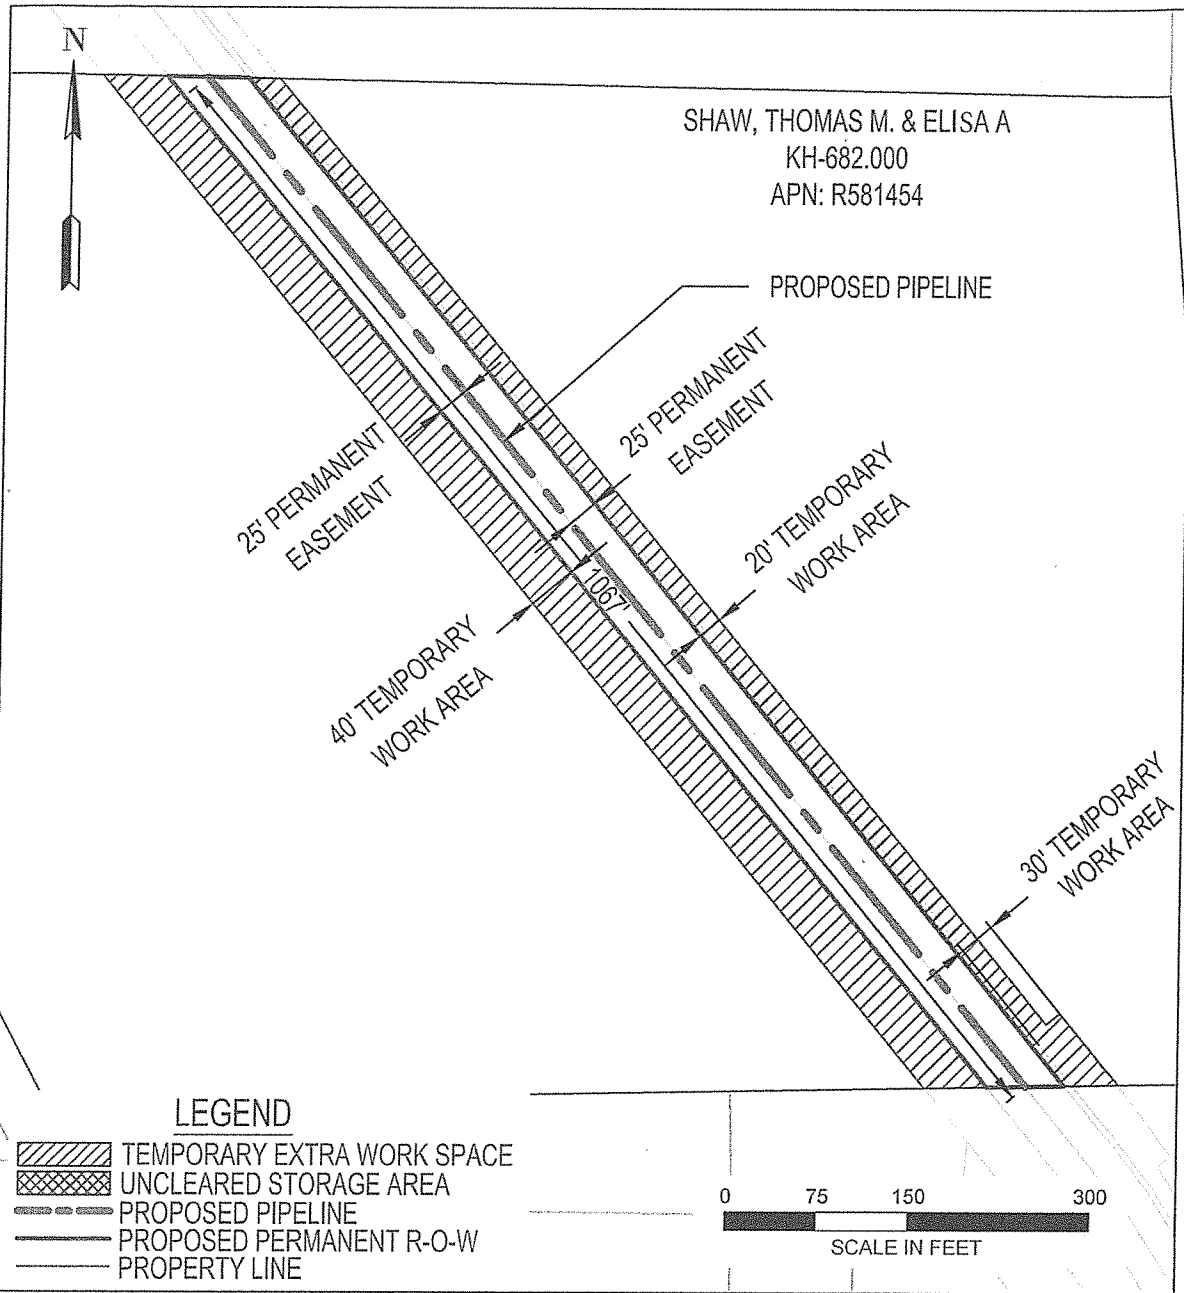 N
SHAW, THOMAS M. & ELISA A
KH-682.000
APN: R581454
PROPOSED PIPELINE
25' PERMANENT
EASEMENT
25' PERMANENT
EASEMENT
20' TEMPORARY
WORK AREA
1067'
40' TEMPORARY
WORK AREA
30' TEMPORARY
WORK AREA
LEGEND
TEMPORARY EXTRA WORK SPACE
UNCLEARED STORAGE AREA
PROPOSED PIPELINE
PROPOSED PERMANENT R-O-W
PROPERTY LINE
0 75 150 300
SCALE IN FEET